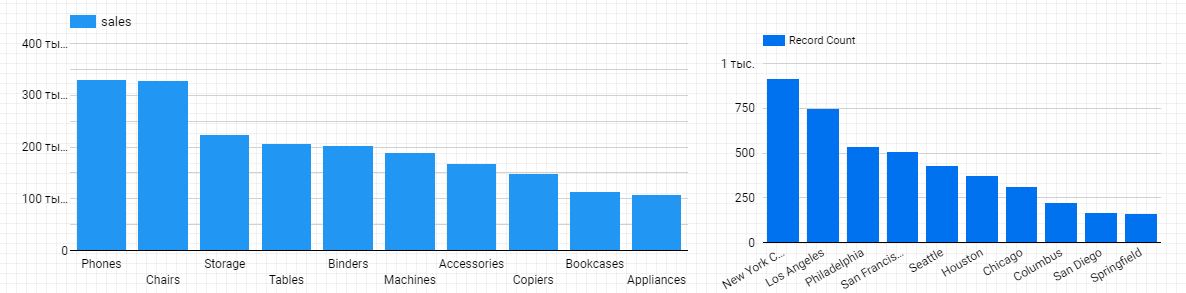 sales
400 ты...
300 ты...
200 ты...
100 ты...
0
Phones
Chairs
Storage
Tables
Binders
Machines
Accessories
Copiers
Bookcases
Appliances
Record Count
1 тыс.
750
500
250
0
New York C...
Los Angeles
Philadelphia
San Francis...
Seattle
Houston
Chicago
Columbus
San Diego
Springfield